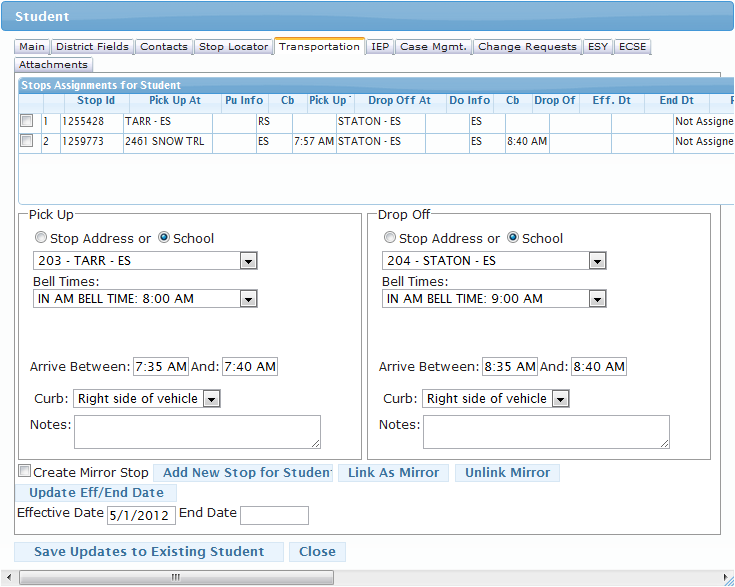 Student
Main District Fields Contacts Stop Locator Transportation IEP Case Mgmt. Change Requests ESY ECSE
Attachments
Stops Assignments for Student
Stop Id Pick Up At Pu Info Cb Pick Up Drop Off At Do Info Cb Drop Of Eff. Dt End Dt
1 1255428 TARR - ES RS STATON - ES ES Not Assigne
2 1259773 2461 SNOW TRL ES 7:57 AM STATON - ES ES 8:40 AM Not Assigne
Pick Up Drop Off
Stop Address or School Stop Address or School
203 - TARR - ES 204 - STATON - ES
Bell Times: Bell Times:
IN AM BELL TIME: 8:00 AM IN AM BELL TIME: 9:00 AM
Arrive Between: 7:35 AM And: 7:40 AM Arrive Between: 8:35 AM And: 8:40 AM
Curb: Right side of vehicle Curb: Right side of vehicle
Notes: Notes:
Create Mirror Stop Add New Stop for Student Link As Mirror Unlink Mirror
Update Eff/End Date
Effective Date 5/1/2012 End Date
Save Updates to Existing Student Close